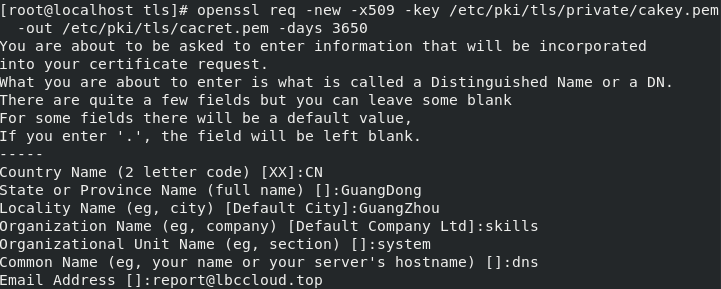 [root@localhost tls]# openssl req -new -x509 -key /etc/pki/tls/private/cakey.pem
-out /etc/pki/tls/cacret.pem -days 3650
You are about to be asked to enter information that will be incorporated
into your certificate request.
What you are about to enter is what is called a Distinguished Name or a DN.
There are quite a few fields but you can leave some blank
For some fields there will be a default value,
If you enter '.', the field will be left blank.
-----
Country Name (2 letter code) [XX]:CN
State or Province Name (full name) []:GuangDong
Locality Name (eg, city) [Default City]:GuangZhou
Organization Name (eg, company) [Default Company Ltd]:skills
Organizational Unit Name (eg, section) []:system
Common Name (eg, your name or your server's hostname) []:dns
Email Address []:report@lbccloud.top